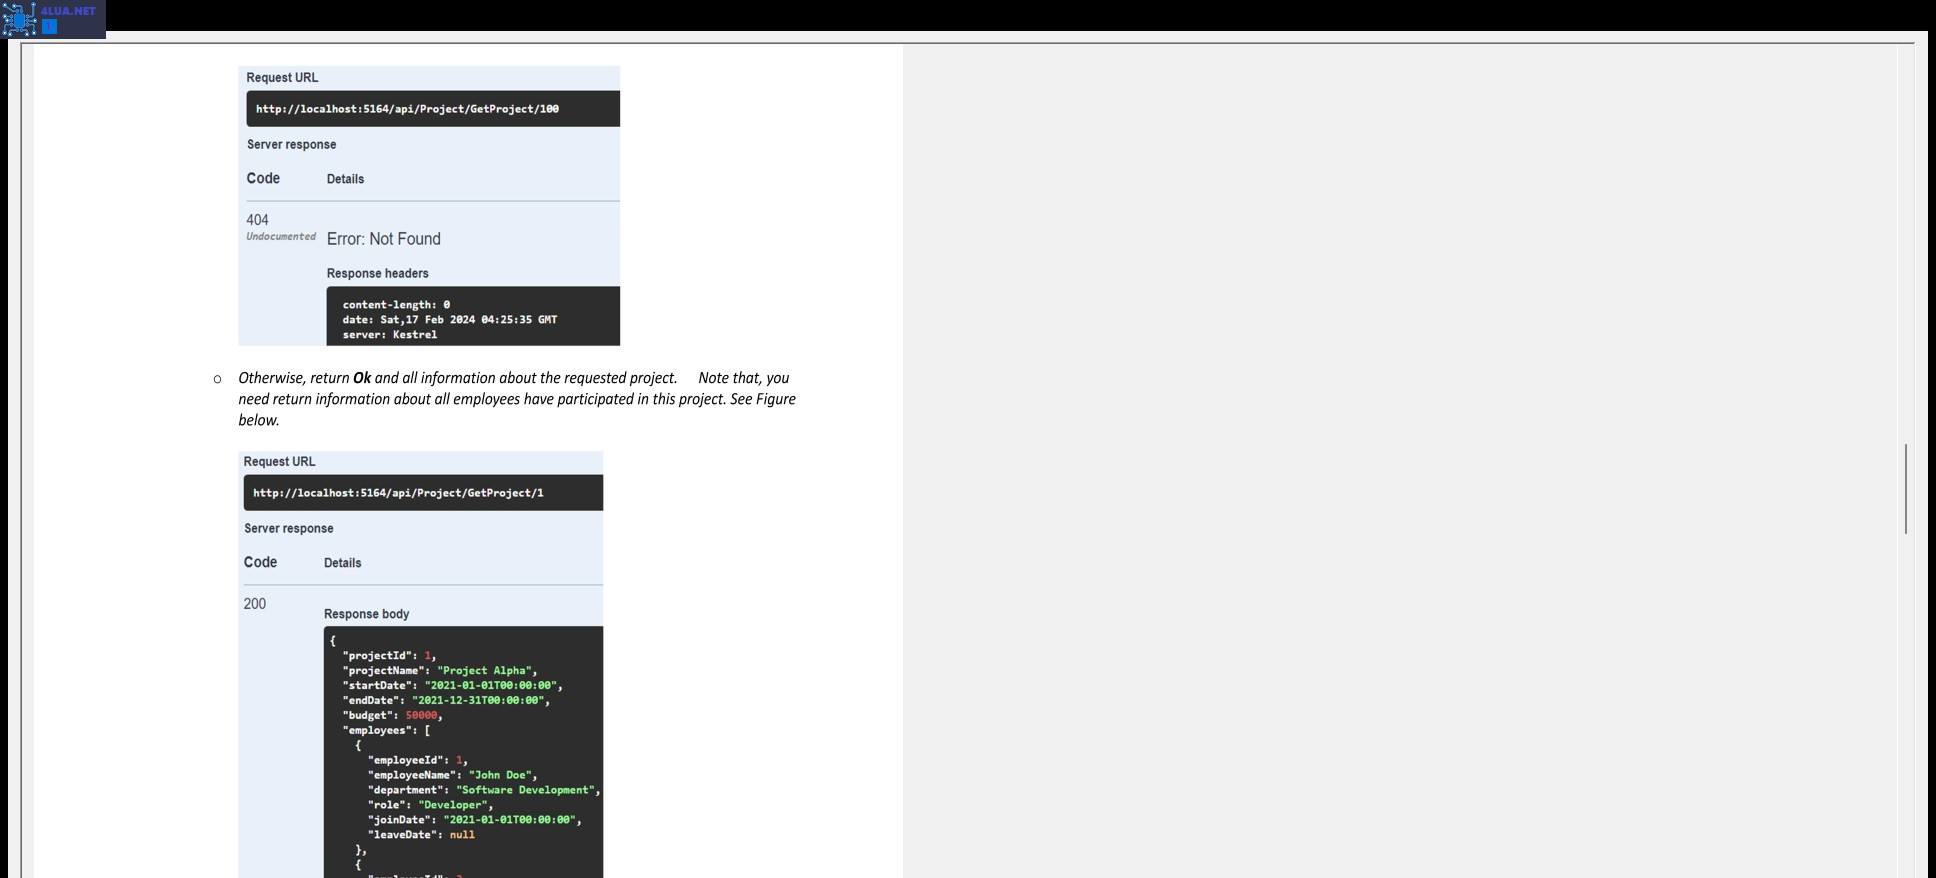 4LUA.NET
Request URL
http://localhost:5164/api/Project/GetProject/100
Server response
Code Details
404
Undocumented Error: Not Found
Response headers
content-length: 0
date: Sat,17 Feb 2024 04:25:35 GMT
server: Kestrel
o Otherwise, return Ok and all information about the requested project. Note that, you
need return information about all employees have participated in this project. See Figure
below.
Request URL
http://localhost:5164/api/Project/GetProject/1
Server response
Code Details
200
Response body
{
"projectId": 1,
"projectName": "Project Alpha",
"startDate": "2021-01-01T00:00:00",
"endDate": "2021-12-31T00:00:00",
"budget": 50000,
"employees": [
{
"employeeId": 1,
"employeeName": "John Doe",
"department": "Software Development",
"role": "Developer",
"joinDate": "2021-01-01T00:00:00",
"leaveDate": null
},
{